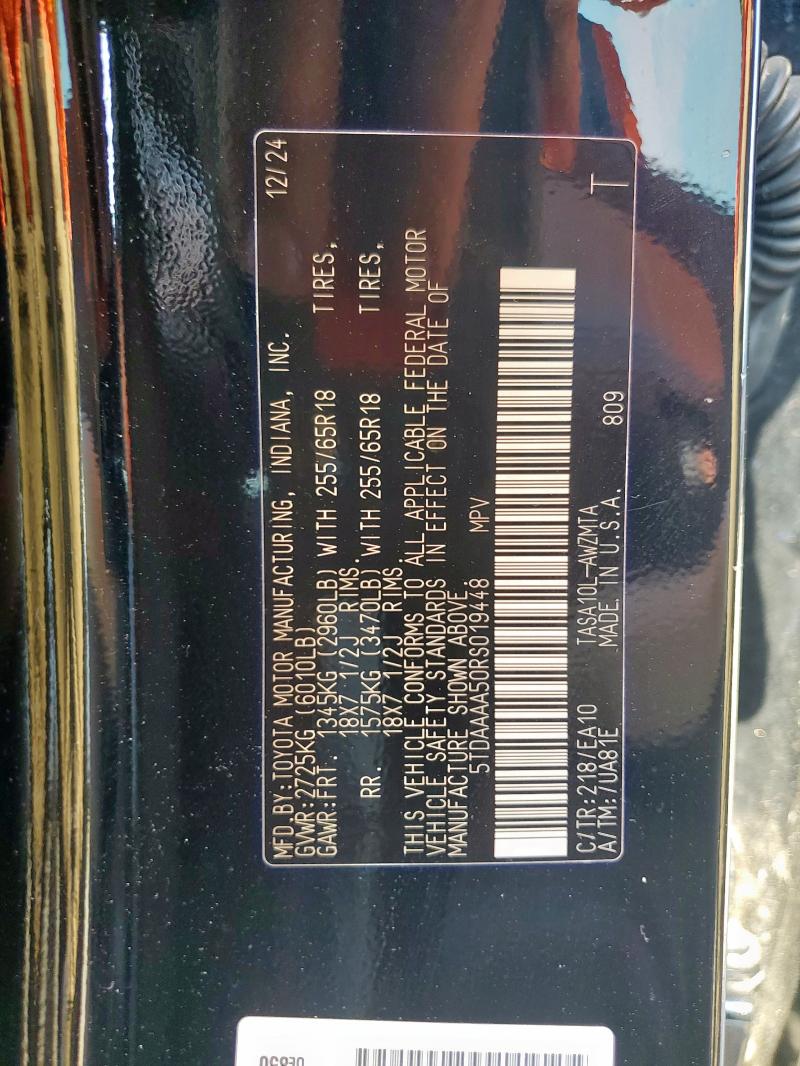 MFD.BY:TOYOTA MOTOR MANUFACTURING, INDIANA, INC. 12/24
GVWR:2725KG (6010LB)
GAWR:FRT. 1345KG (2960LB) WITH 255/65R18 TIRES,
18X7 1/2J RIMS.
RR. 1575KG (3470LB) WITH 255/65R18 TIRES,
18X7 1/2J RIMS.
THIS VEHICLE CONFORMS TO ALL APPLICABLE FEDERAL MOTOR
VEHICLE SAFETY STANDARDS IN EFFECT ON THE DATE OF
MANUFACTURE SHOWN ABOVE.
5TDAAAA50RS019448 MPV
C/TR:218/EA10 TASA10L-AWZMTA
A/TM:/UA81E MADE IN U.S.A. 809 T